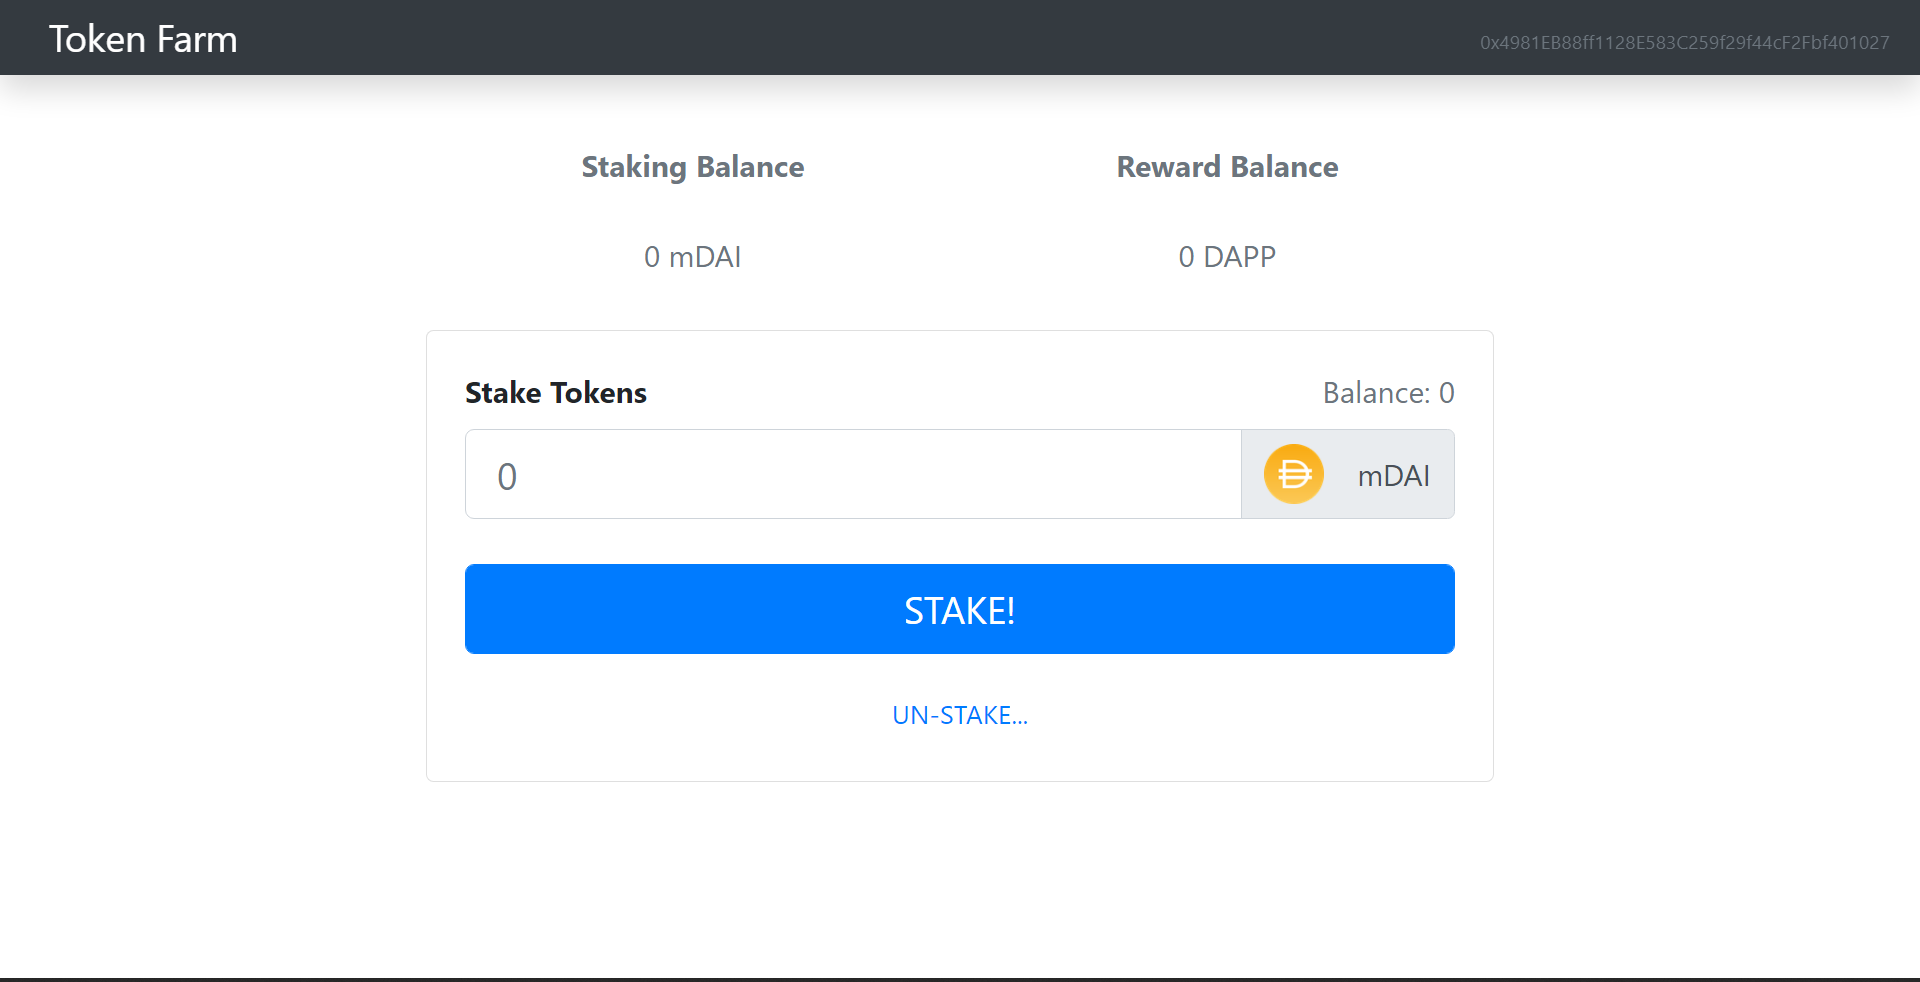 Token Farm
0x4981EB88ff1128E583C259f29f44cF2Fbf401027
Staking Balance
Reward Balance
0 mDAI
0 DAPP
Stake Tokens
Balance: 0
0
mDAI
STAKE!
UN-STAKE...